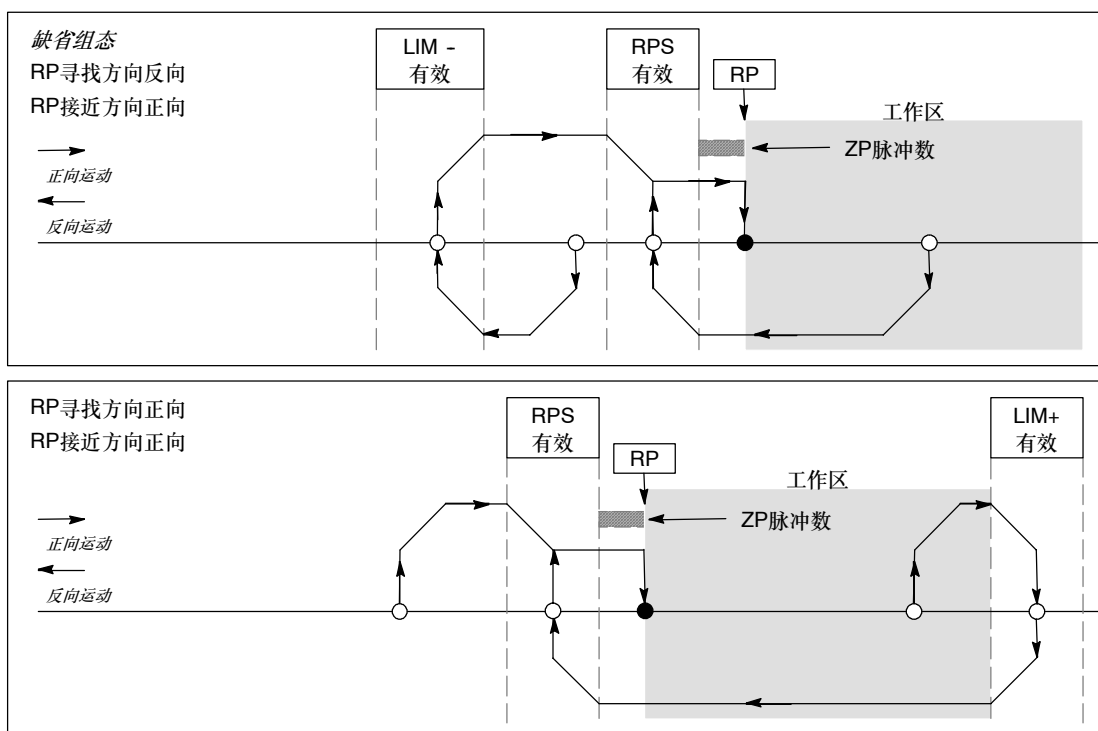 缺省组态
RP寻找方向反向
RP接近方向正向
LIM -
有效
RPS
有效
RP
工作区
ZP脉冲数
正向运动
反向运动
RP寻找方向正向
RP接近方向正向
RPS
有效
RP
LIM+
有效
工作区
ZP脉冲数
正向运动
反向运动